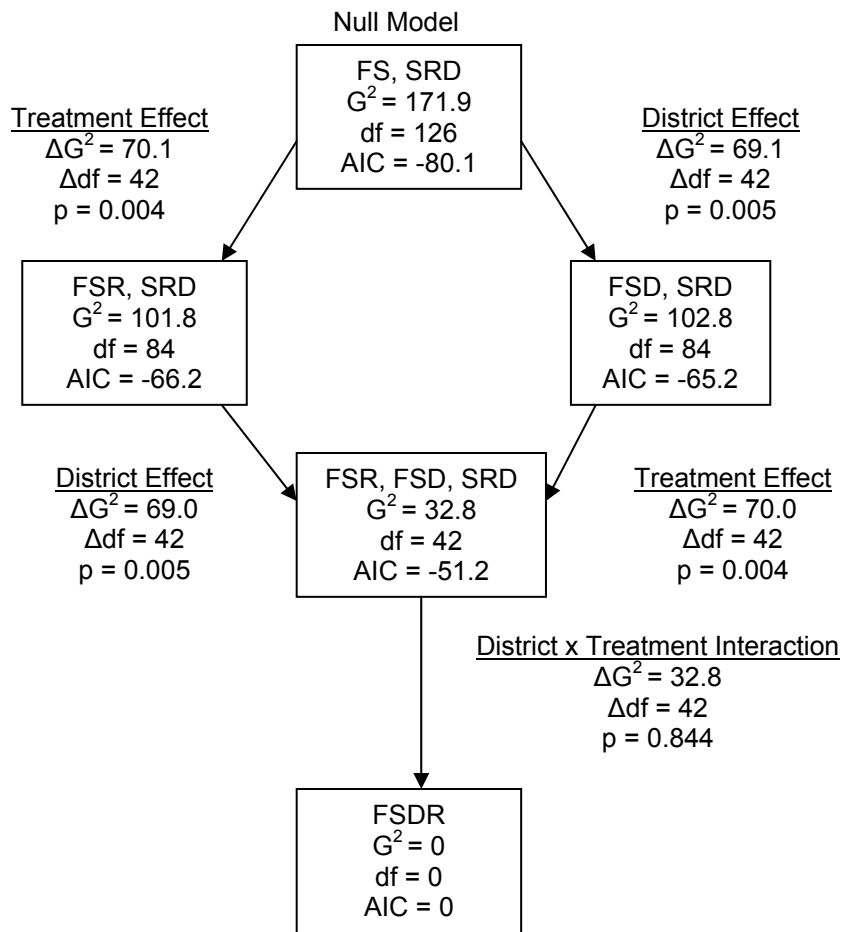 Null Model
FS, SRD
G² = 171.9
df = 126
AIC = -80.1
Treatment Effect
ΔG² = 70.1
Δdf = 42
p = 0.004
District Effect
ΔG² = 69.1
Δdf = 42
p = 0.005
FSR, SRD
G² = 101.8
df = 84
AIC = -66.2
FSD, SRD
G² = 102.8
df = 84
AIC = -65.2
District Effect
ΔG² = 69.0
Δdf = 42
p = 0.005
FSR, FSD, SRD
G² = 32.8
df = 42
AIC = -51.2
Treatment Effect
ΔG² = 70.0
Δdf = 42
p = 0.004
District x Treatment Interaction
ΔG² = 32.8
Δdf = 42
p = 0.844
FSDR
G² = 0
df = 0
AIC = 0